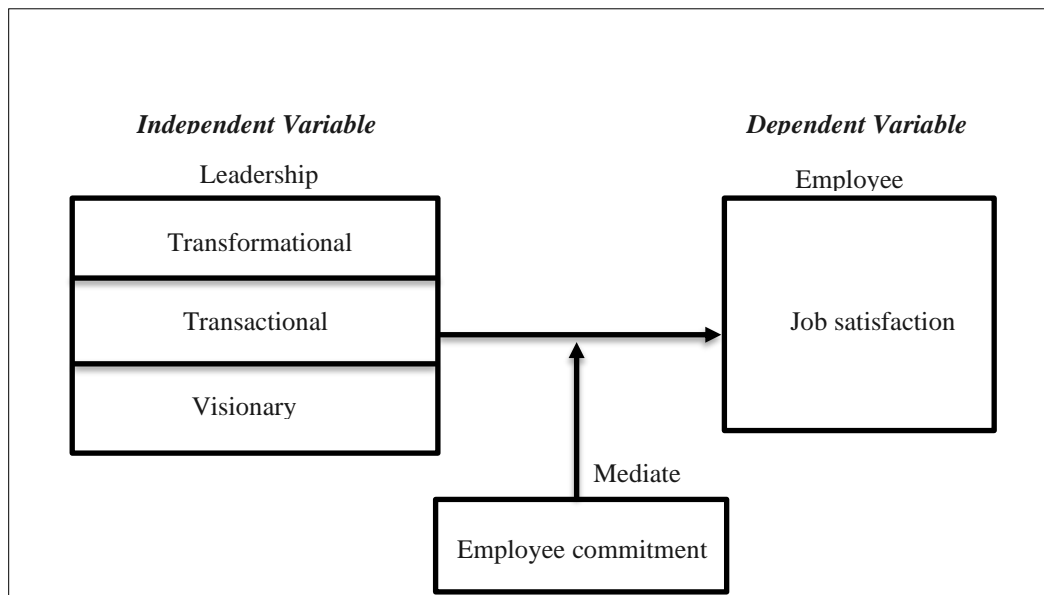 Independent Variable
Dependent Variable
Leadership
Employee
Transformational
Transactional
Job satisfaction
Visionary
Mediate
Employee commitment